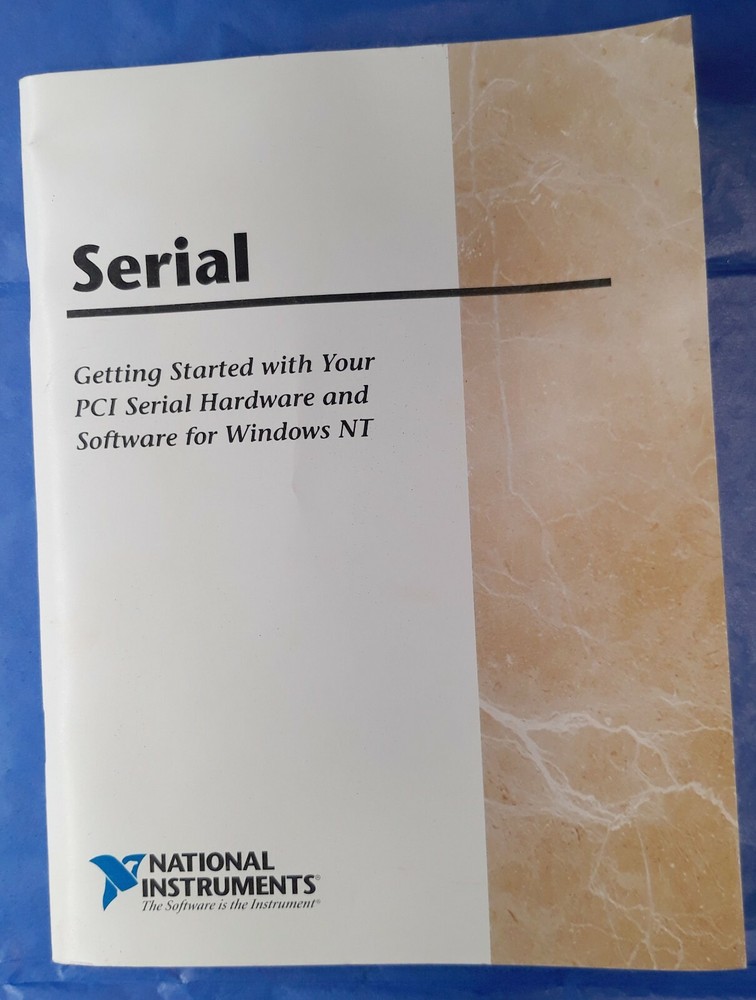 Serial
Getting Started with Your
PCI Serial Hardware and
Software for Windows NT
NATIONAL
INSTRUMENTS®
The Software is the Instrument®